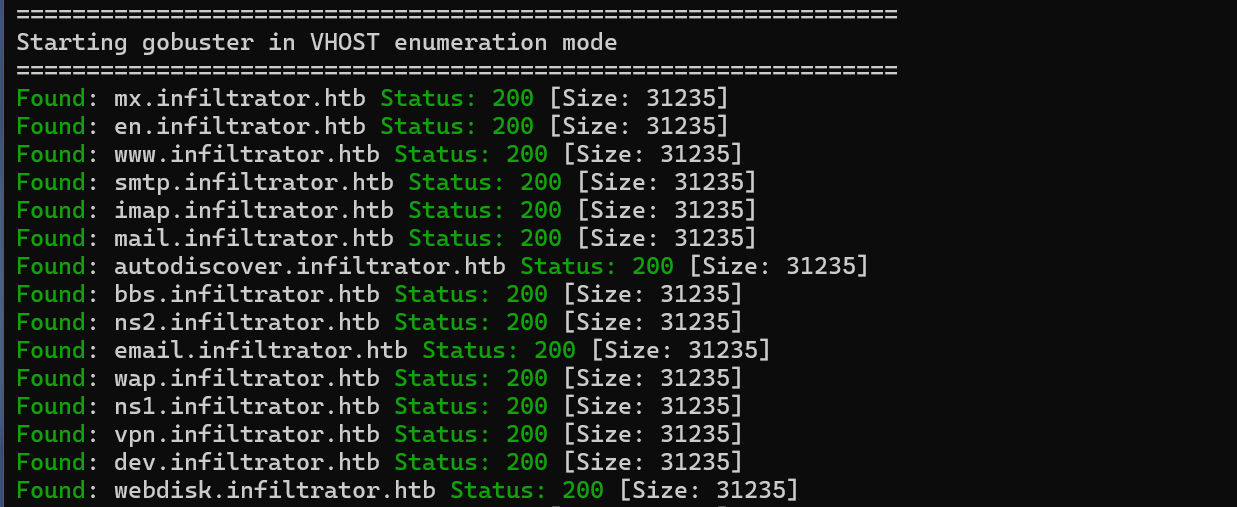 ===============================================================
Starting gobuster in VHOST enumeration mode
===============================================================
Found: mx.infiltrator.htb Status: 200 [Size: 31235]
Found: en.infiltrator.htb Status: 200 [Size: 31235]
Found: www.infiltrator.htb Status: 200 [Size: 31235]
Found: smtp.infiltrator.htb Status: 200 [Size: 31235]
Found: imap.infiltrator.htb Status: 200 [Size: 31235]
Found: mail.infiltrator.htb Status: 200 [Size: 31235]
Found: autodiscover.infiltrator.htb Status: 200 [Size: 31235]
Found: bbs.infiltrator.htb Status: 200 [Size: 31235]
Found: ns2.infiltrator.htb Status: 200 [Size: 31235]
Found: email.infiltrator.htb Status: 200 [Size: 31235]
Found: wap.infiltrator.htb Status: 200 [Size: 31235]
Found: ns1.infiltrator.htb Status: 200 [Size: 31235]
Found: vpn.infiltrator.htb Status: 200 [Size: 31235]
Found: dev.infiltrator.htb Status: 200 [Size: 31235]
Found: webdisk.infiltrator.htb Status: 200 [Size: 31235]